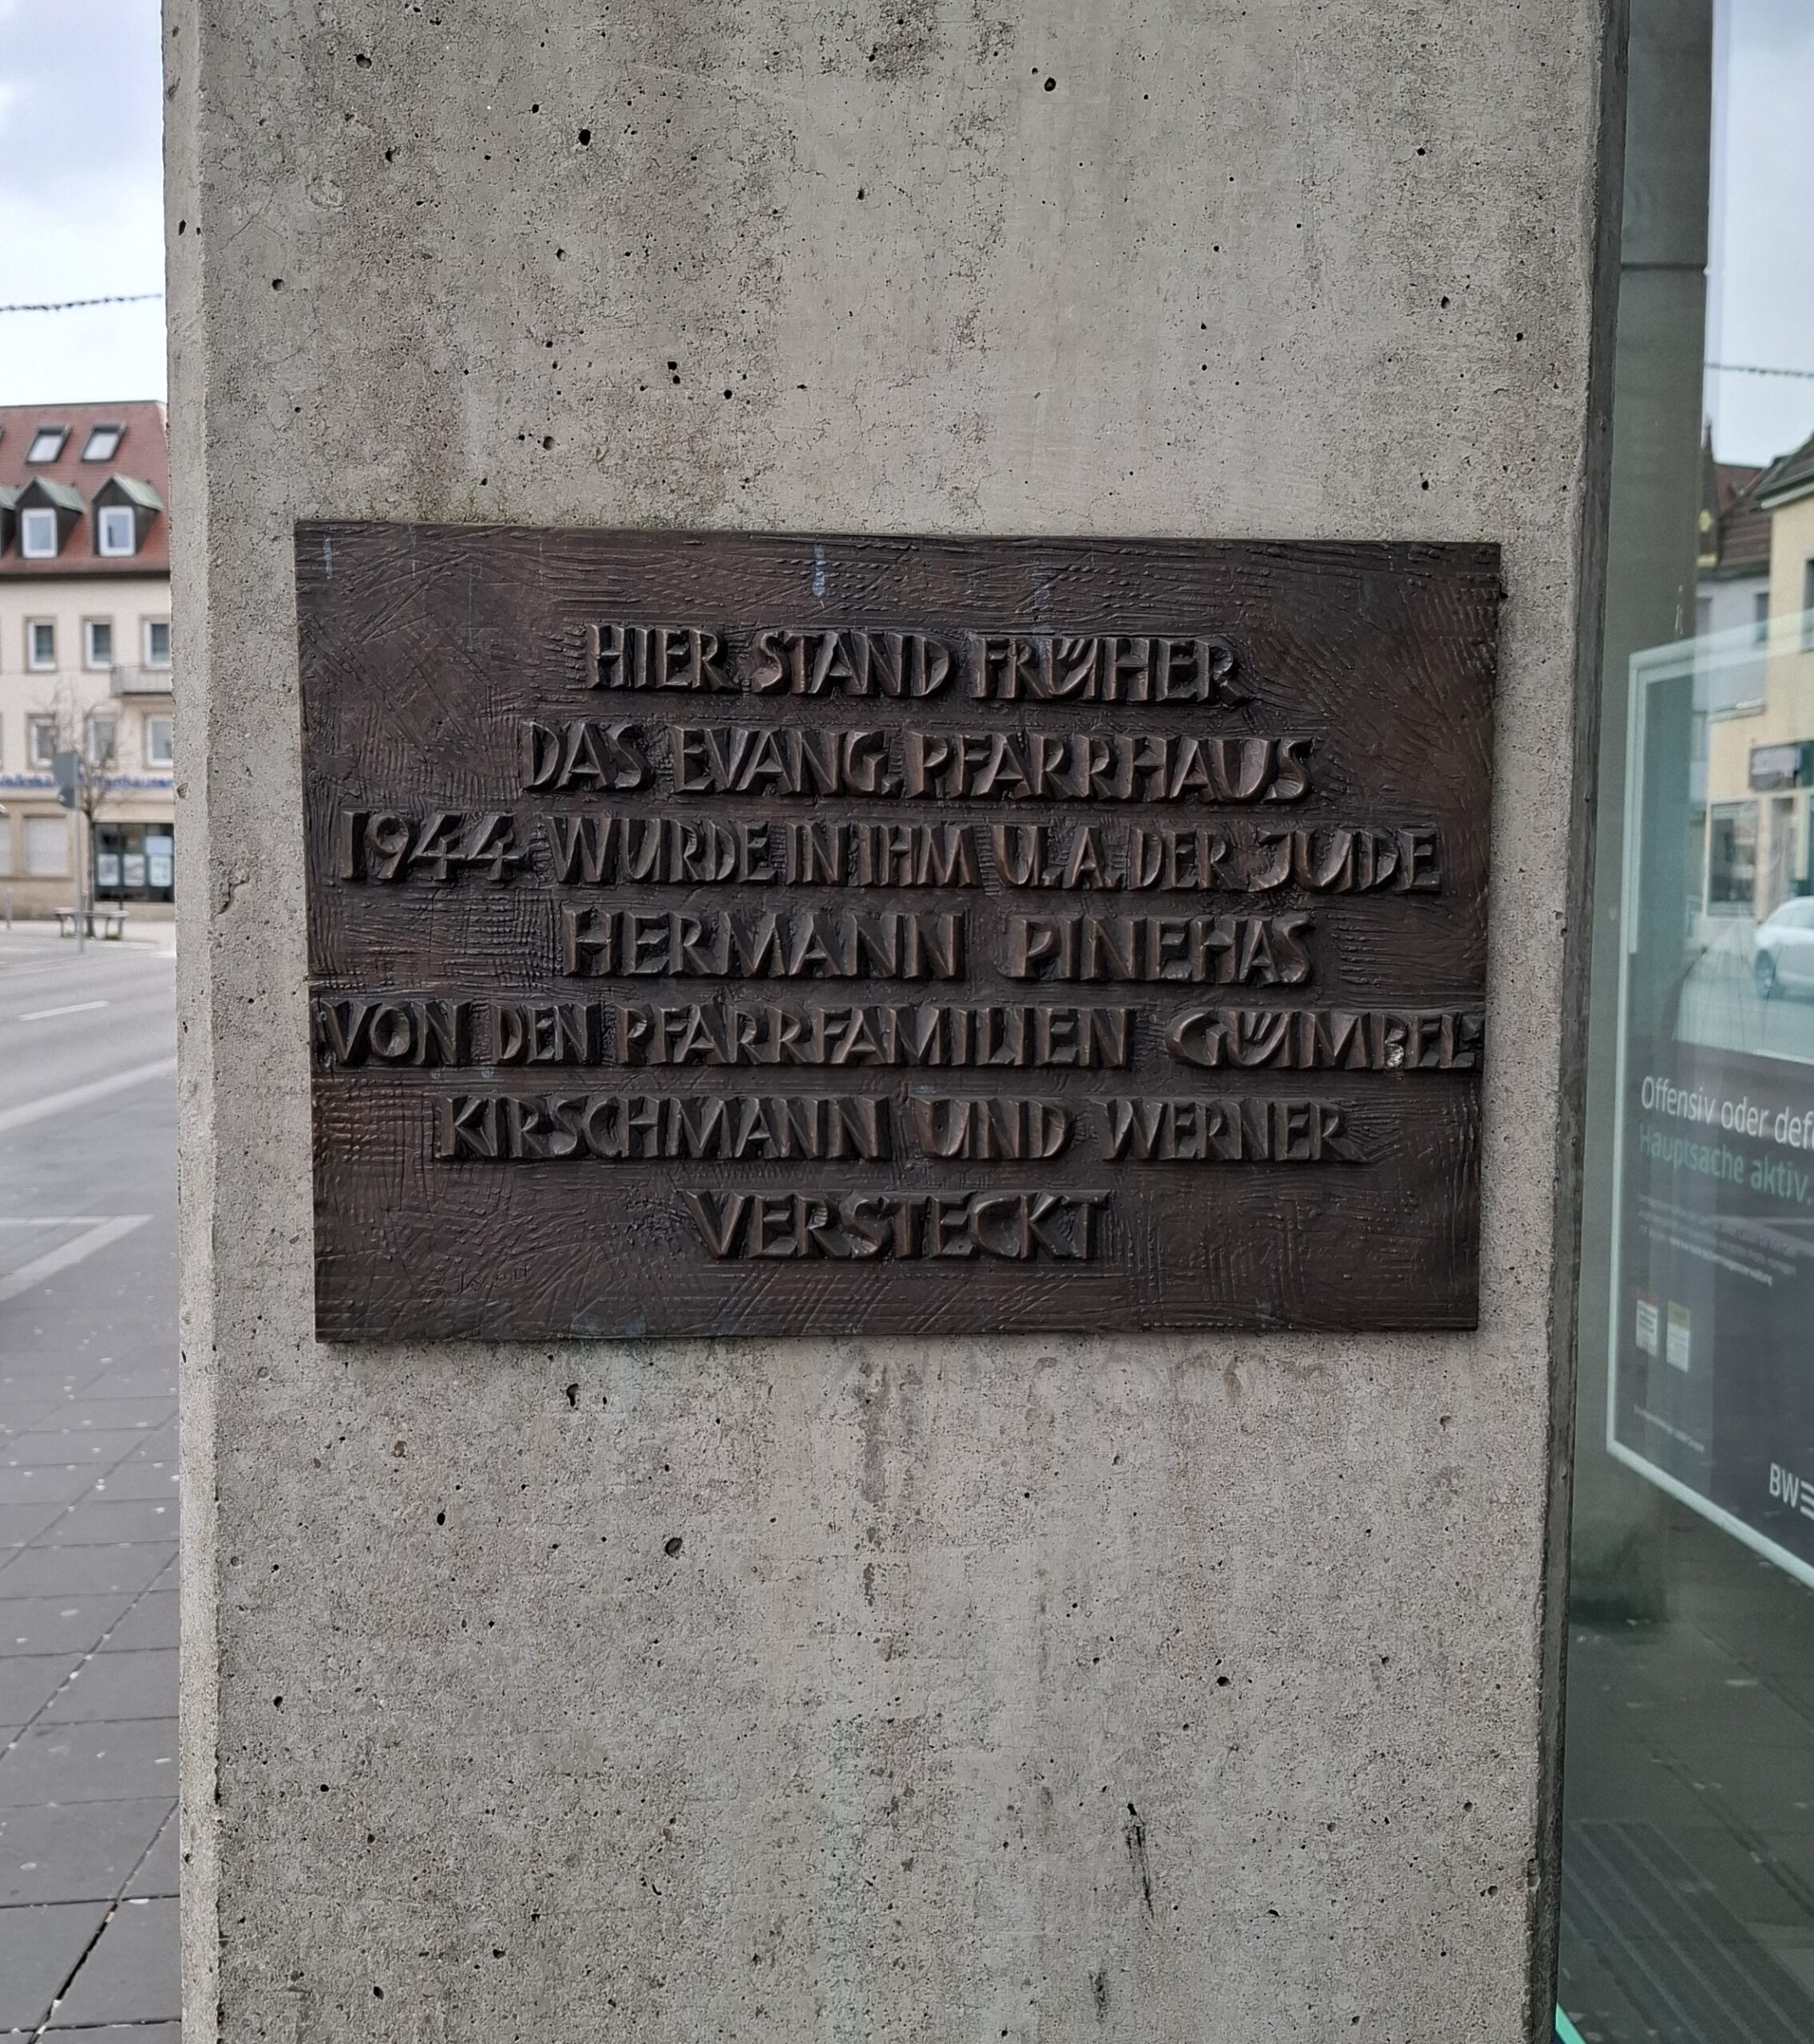 HIER STAND FRÜHER
DAS EVANG. PFARRHAUS
1944 WURDE IN IHM U.A. DER JUDE
HERMANN PINEHAS
VON DEN PFARRFAMILIEN GÜMBEL
KIRSCHMANN UND WERNER
VERSTECKT
Offensiv oder
Hauptsache aktiv.
BW